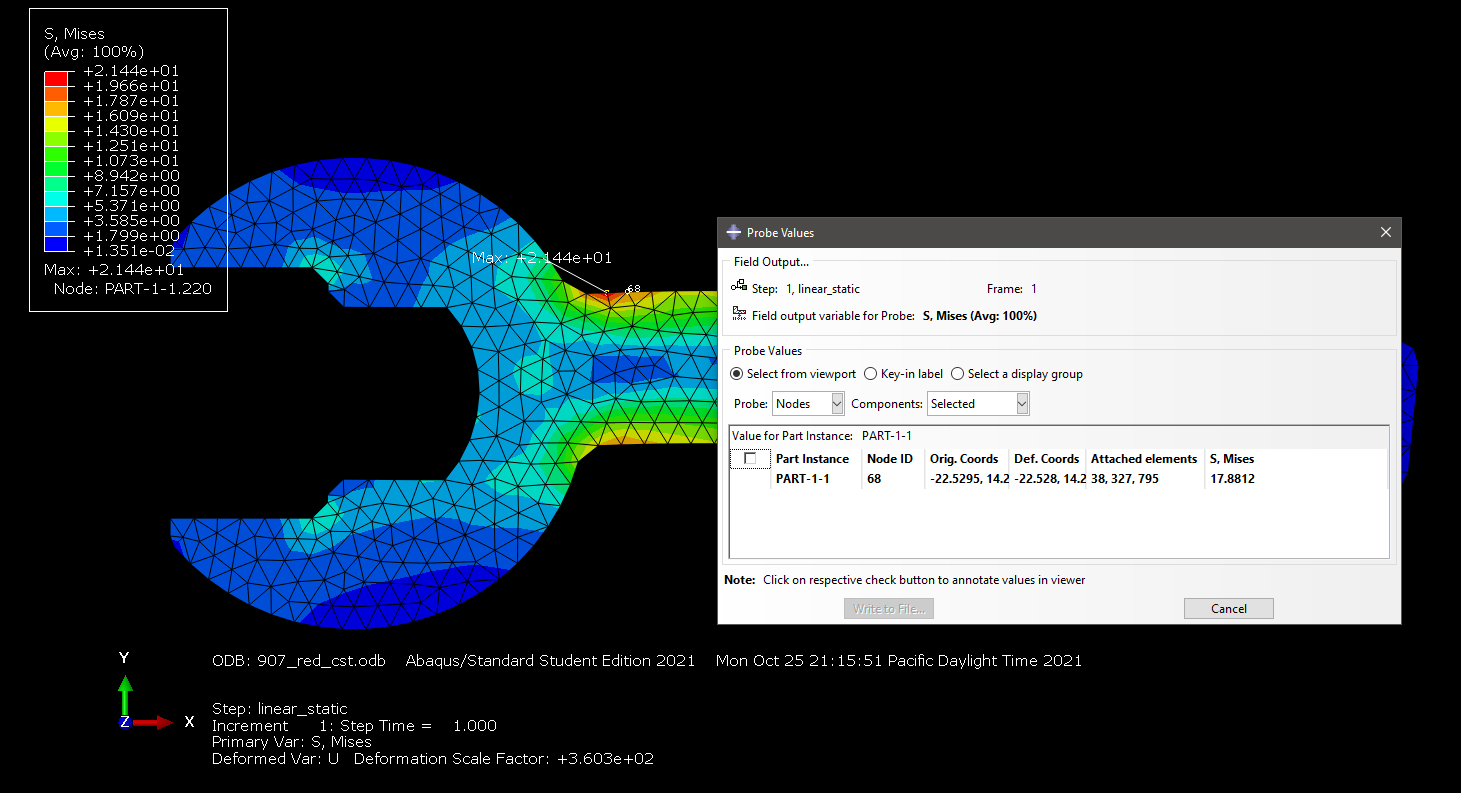 S, Mises
(Avg: 100%)
+2.144e+01
+1.966e+01
+1.787e+01
+1.609e+01
+1.430e+01
+1.251e+01
+1.073e+01
+8.942e+00
+7.157e+00
+5.371e+00
+3.585e+00
+1.799e+00
+1.351e-02
Max: +2.144e+01
Node: PART-1-1.220
Max: +2.144e+01
68
Probe Values
Field Output...
Step: 1, linear_static Frame: 1
Field output variable for Probe: S, Mises (Avg: 100%)
Probe Values
Select from viewport Key-in label Select a display group
Probe: Nodes Components: Selected
Value for Part Instance: PART-1-1
Part Instance Node ID Orig. Coords Def. Coords Attached elements S, Mises
PART-1-1 68 -22.5295, 14.2 -22.528, 14.2 38, 327, 795 17.8812
Note: Click on respective check button to annotate values in viewer
Write to File... Cancel
Y
Z X
ODB: 907_red_cst.odb Abaqus/Standard Student Edition 2021 Mon Oct 25 21:15:51 Pacific Daylight Time 2021
Step: linear_static
Increment 1: Step Time = 1.000
Primary Var: S, Mises
Deformed Var: U Deformation Scale Factor: +3.603e+02